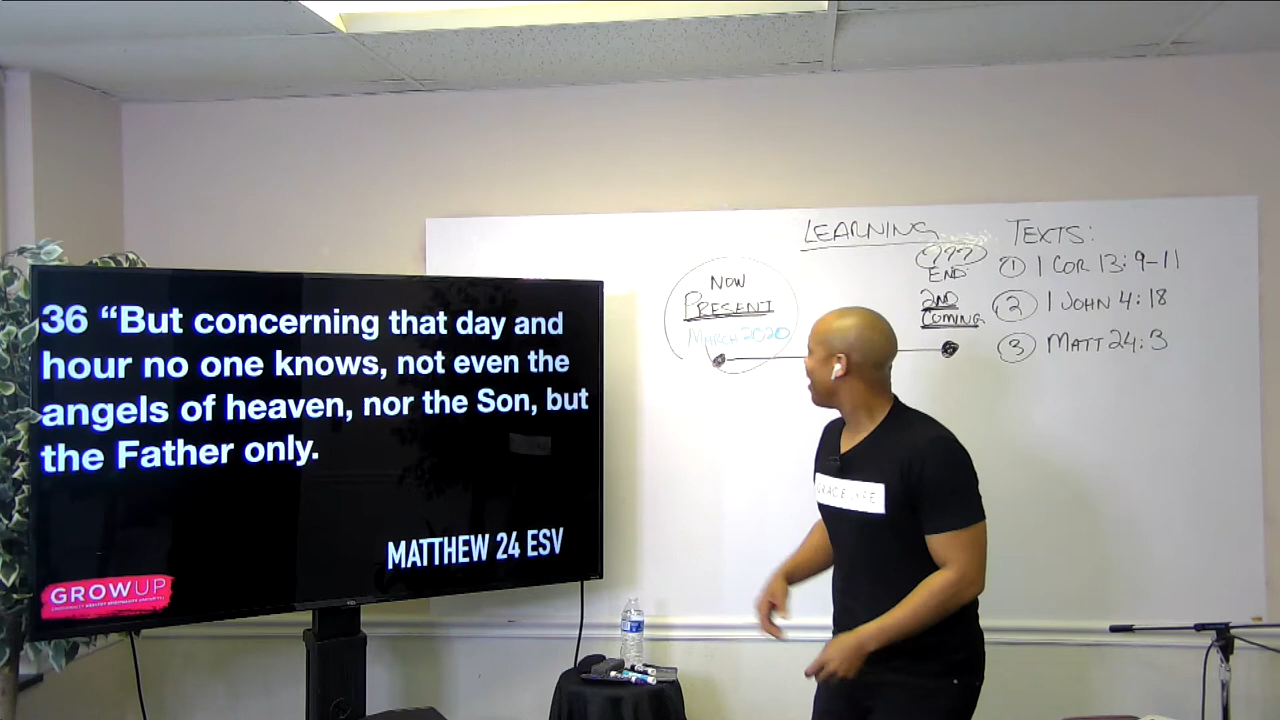 36 “But concerning that day and
hour no one knows, not even the
angels of heaven, nor the Son, but
the Father only.
MATTHEW 24 ESV
GROWUP
LEARNING
NOW
PRESENT
MARCH 2020
???
END
2ND
COMING
TEXTS:
1 1 COR 13:9-11
2 1 JOHN 4:18
3 MATT 24:3